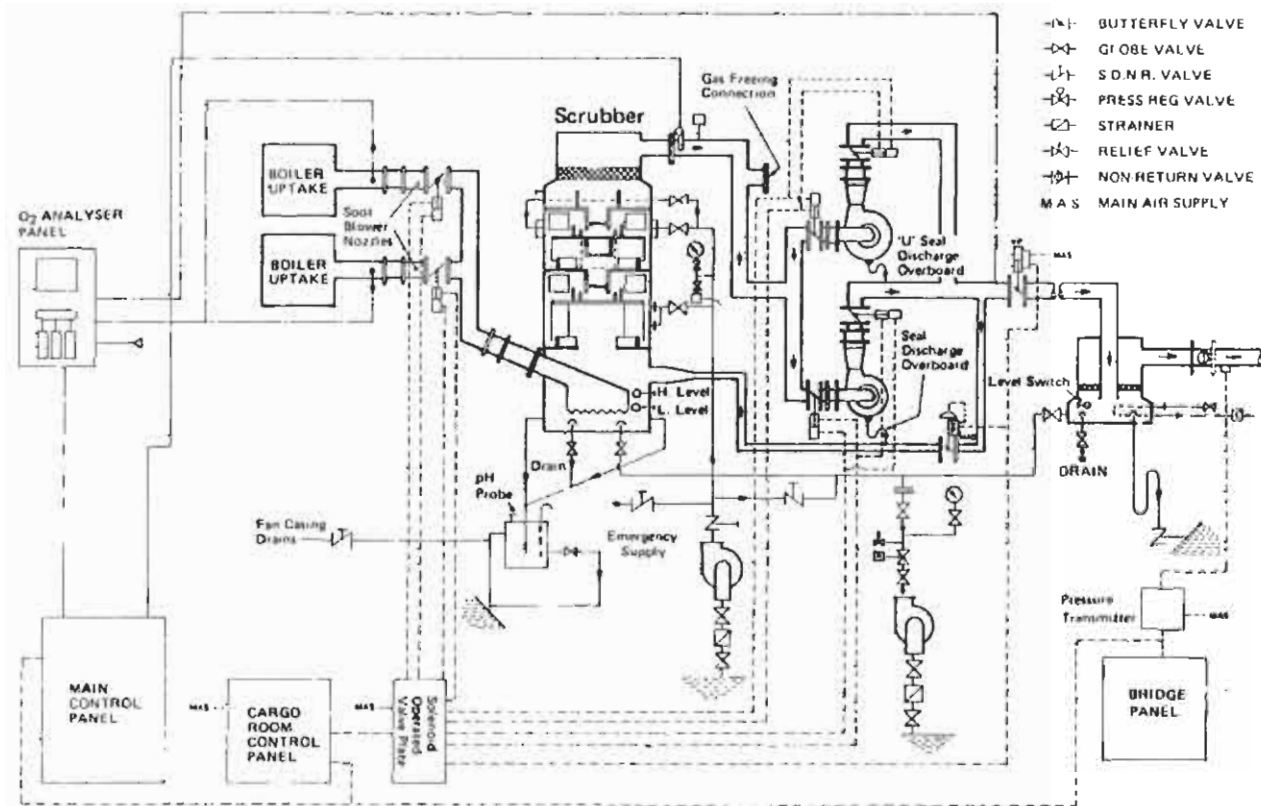 BUTTERFLY VALVE
GLOBE VALVE
S.D.N.R. VALVE
PRESS REG VALVE
STRAINER
RELIEF VALVE
NON-RETURN VALVE
M A S MAIN AIR SUPPLY
Gas Freezing
Connection
Scrubber
BOILER
UPTAKE
O2 ANALYSER
PANEL
Soot
Blower
Nozzles
BOILER
UPTAKE
'U' Seal
Discharge
Overboard
MAS
Seal
Discharge
Overboard
Level Switch
H. Level
L. Level
DRAIN
Drain
pH
Probe
Fan Casing
Drains
Emergency
Supply
Pressure
Transmitter
MAS
MAIN
CONTROL
PANEL
MAS
CARGO
ROOM
CONTROL
PANEL
MAS
Solenoid
Operated
Valve Plate
BRIDGE
PANEL